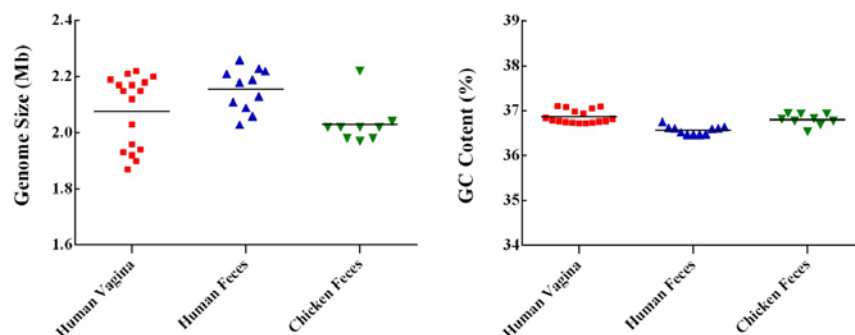 Genome Size (Mb)
2.4
2.2
2.0
1.8
1.6
Human Vagina
Human Feces
Chicken Feces
GC Cotent (%)
39
38
37
36
35
34
Human Vagina
Human Feces
Chicken Feces